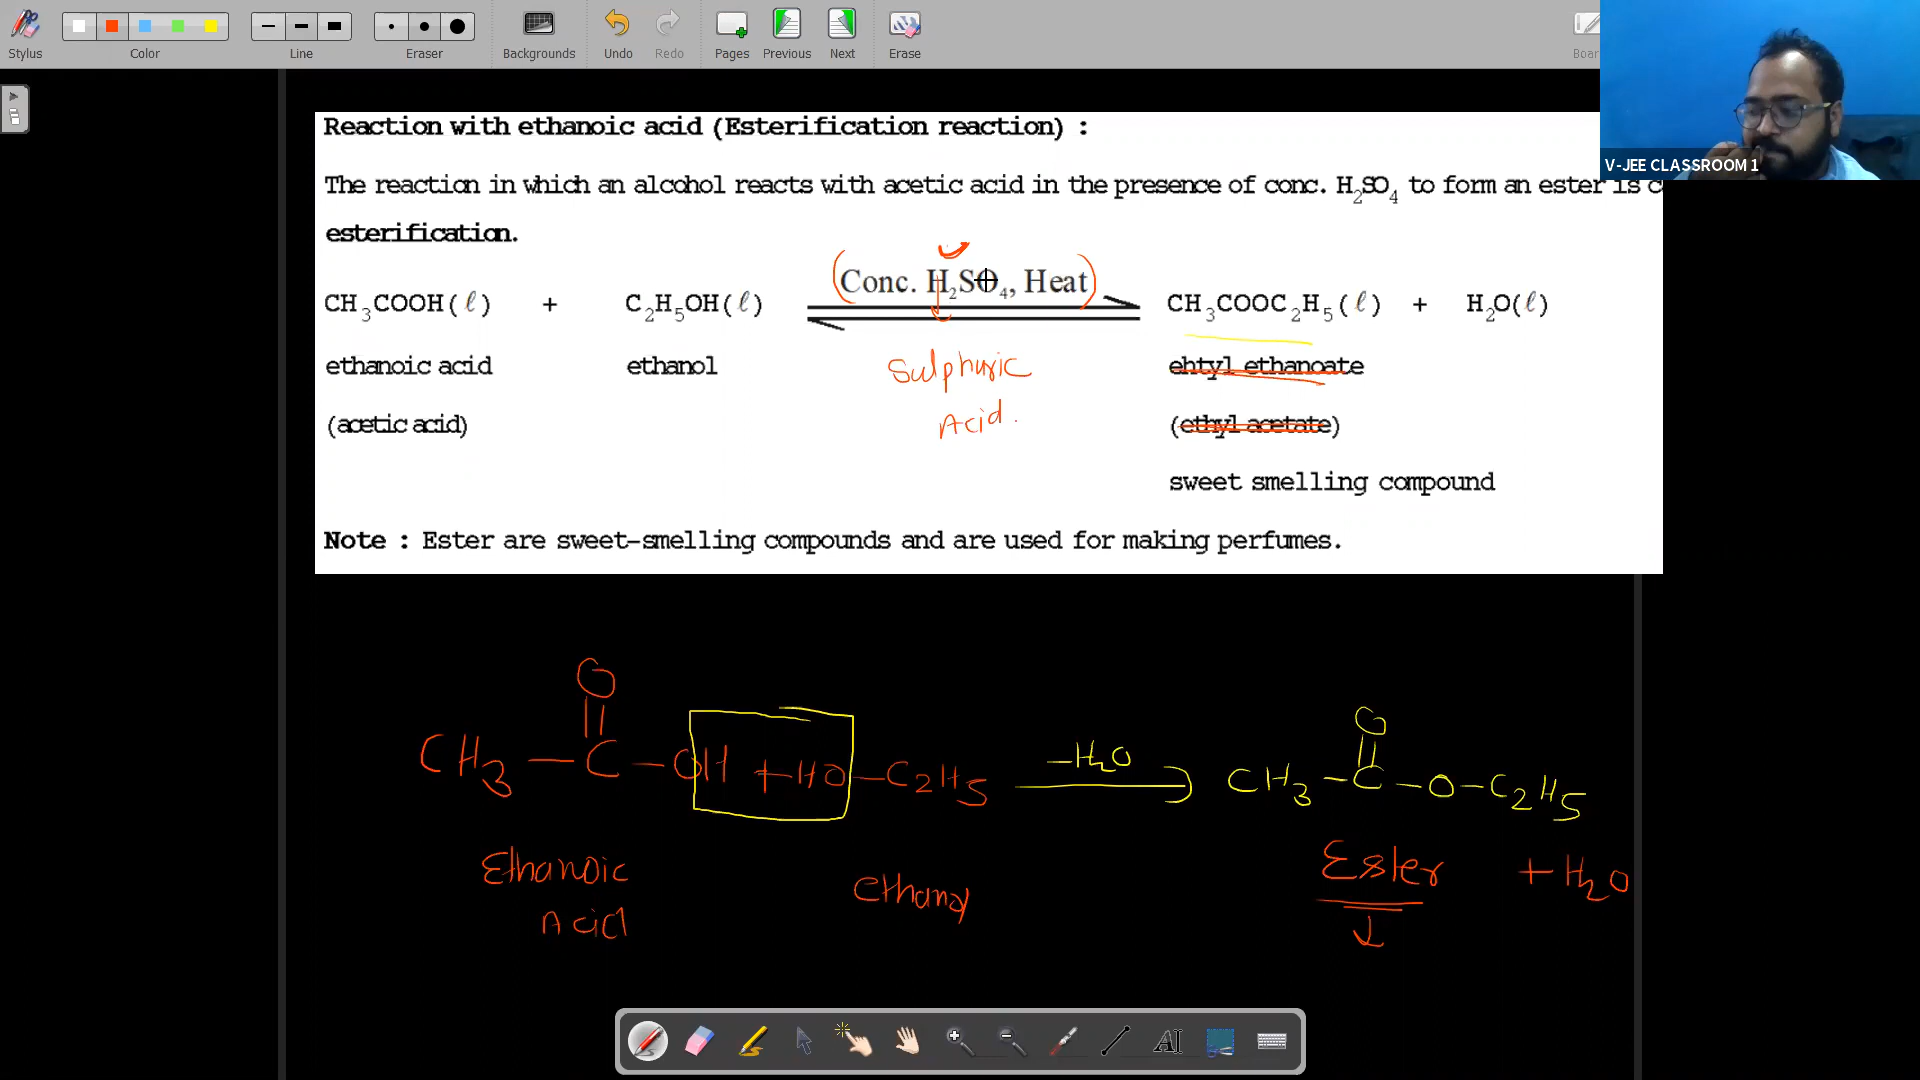 Stylus Color Line Eraser Backgrounds Undo Redo Pages Previous Next Erase
V-JEE CLASSROOM 1
Reaction with ethanoic acid (Esterification reaction) :
The reaction in which an alcohol reacts with acetic acid in the presence of conc. H₂SO₄ to form an ester is
esterification.
Conc. H₂SO₄, Heat
CH₃COOH(ℓ) + C₂H₅OH(ℓ) ⇌ CH₃COOC₂H₅(ℓ) + H₂O(ℓ)
ethanoic acid ethanol Sulphuric ehtyl ethanoate
(acetic acid) Acid. (ethyl acetate)
sweet smelling compound
Note : Ester are sweet-smelling compounds and are used for making perfumes.
O O
CH₃ — C — OH + HO — C₂H₅ —H₂O CH₃ — C — O — C₂H₅
Ethanoic Ester + H₂O
Acid